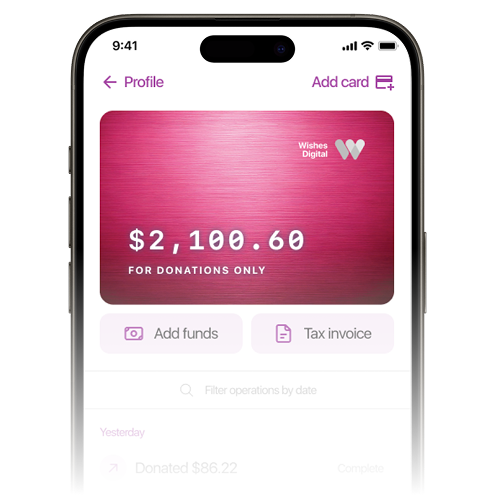 9:41
Profile
Add card
Wishes
Digital
$2,100.60
FOR DONATIONS ONLY
Add funds
Tax invoice
Filter operations by date
Yesterday
Donated $86.22
Complete